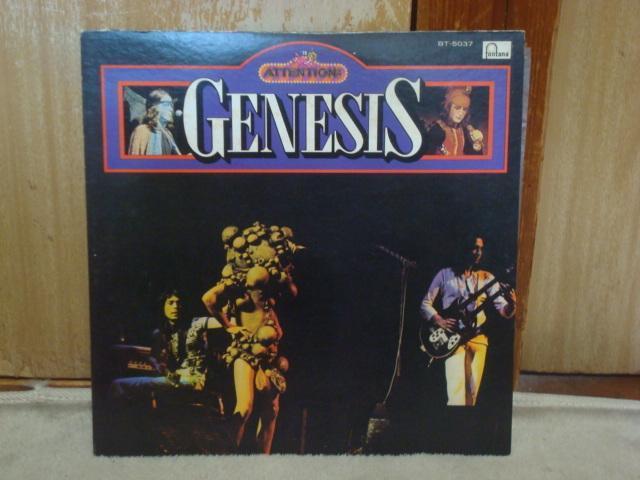 BT-5037
fontana
ATTENTION!
GENESIS